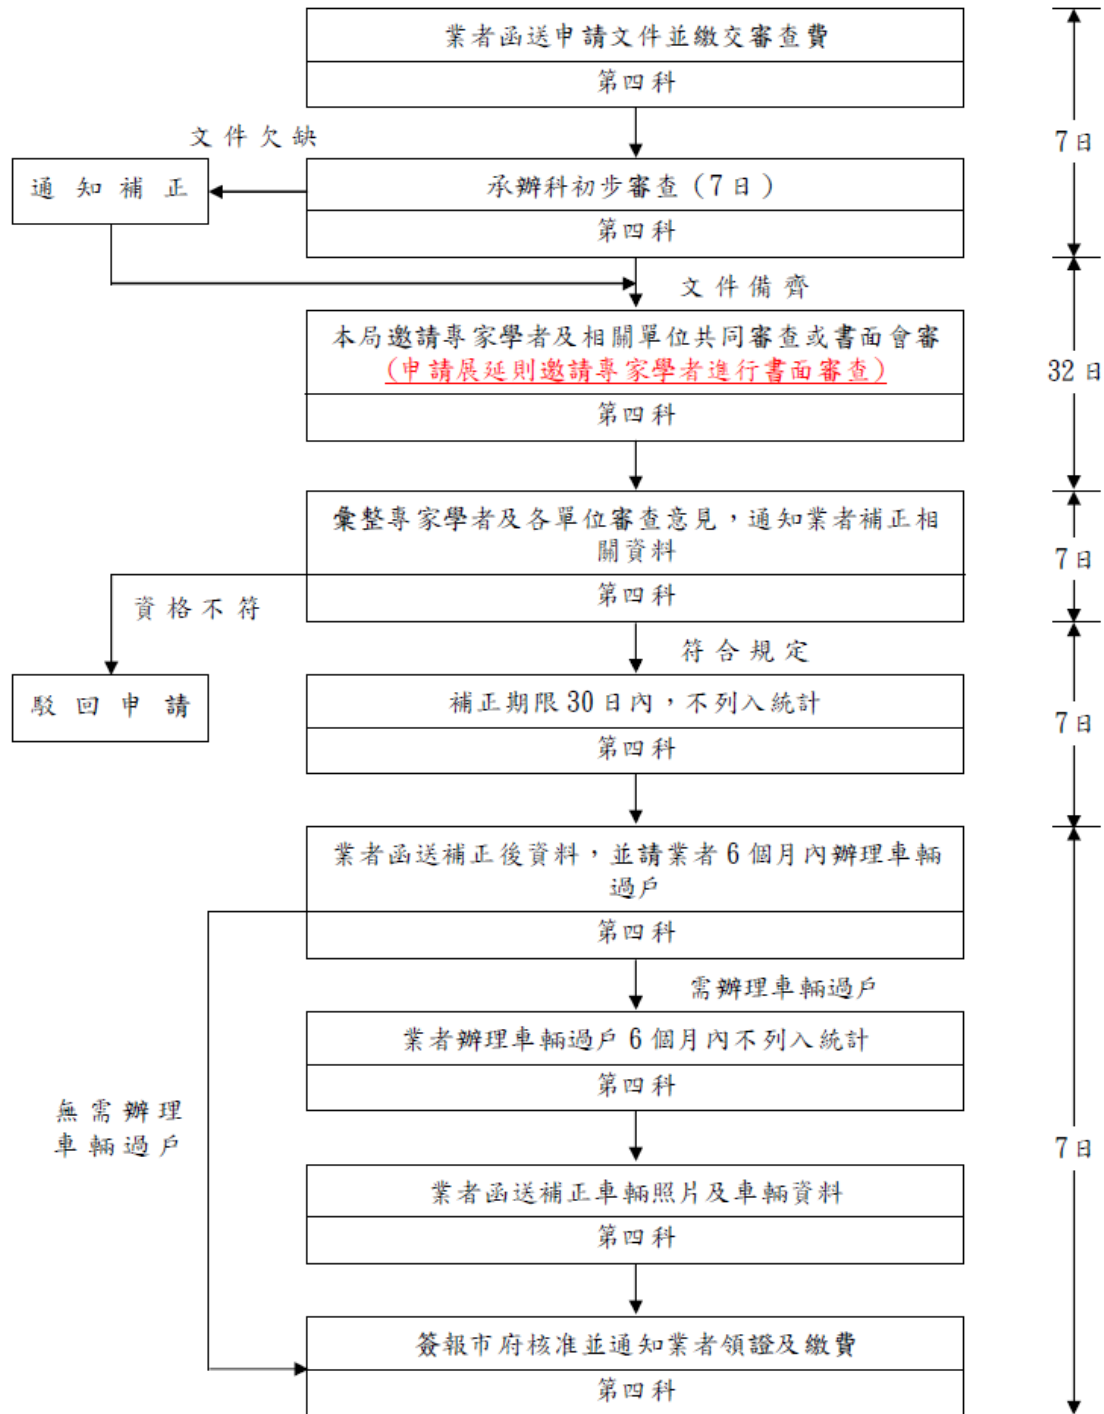 業者函送申請文件並繳交審查費
第四科
7日
文件欠缺
通知補正
承辦科初步審查(7日)
第四科
文件備齊
本局邀請專家學者及相關單位共同審查或書面會審
(申請展延則邀請專家學者進行書面審查)
第四科
32日
彙整專家學者及各單位審查意見,通知業者補正相
關資料
第四科
7日
資格不符
符合規定
駁回申請
補正期限30日內,不列入統計
第四科
7日
業者函送補正後資料,並請業者6個月內辦理車輛
過戶
第四科
需辦理車輛過戶
業者辦理車輛過戶6個月內不列入統計
第四科
無需辦理
車輛過戶
7日
業者函送補正車輛照片及車輛資料
第四科
簽報市府核准並通知業者領證及繳費
第四科